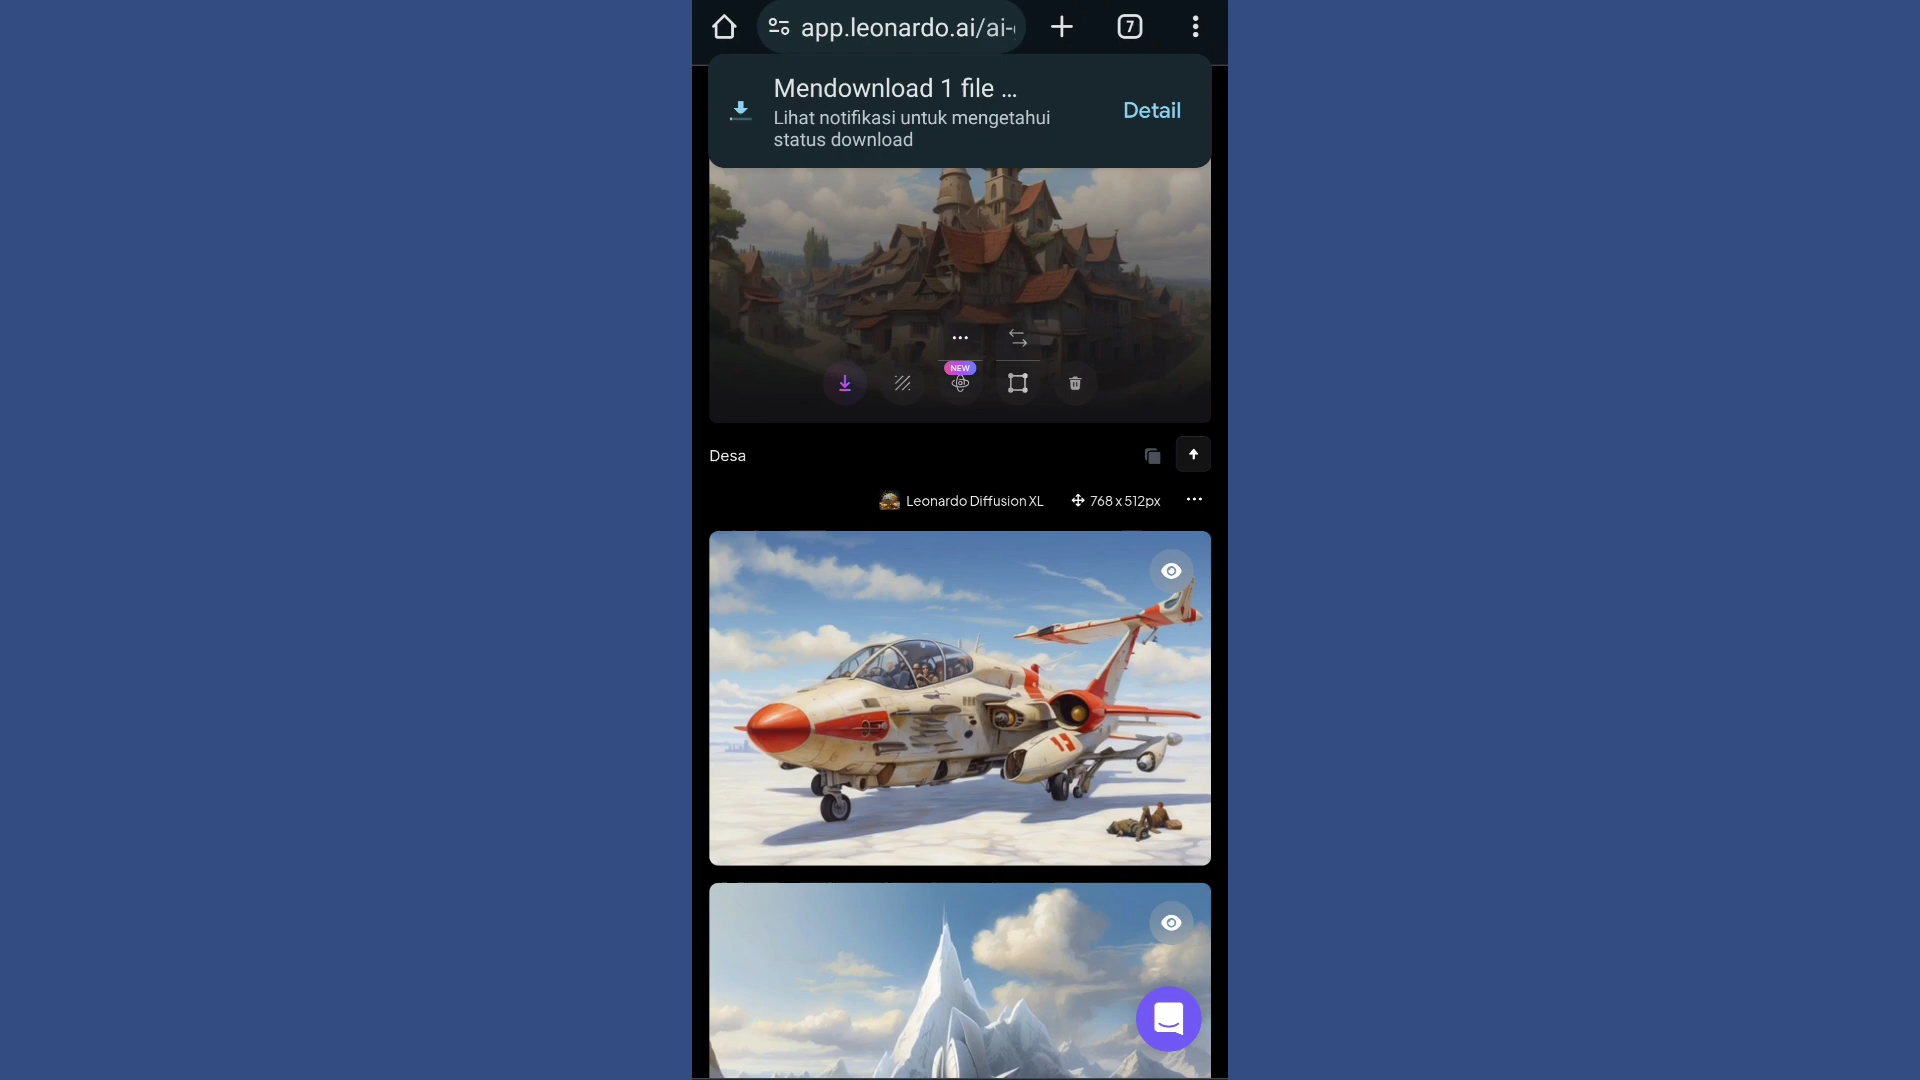 app.leonardo.ai/ai-
7
Mendownload 1 file ...
Lihat notifikasi untuk mengetahui
status download
Detail
NEW
Desa
Leonardo Diffusion XL
768 x 512px